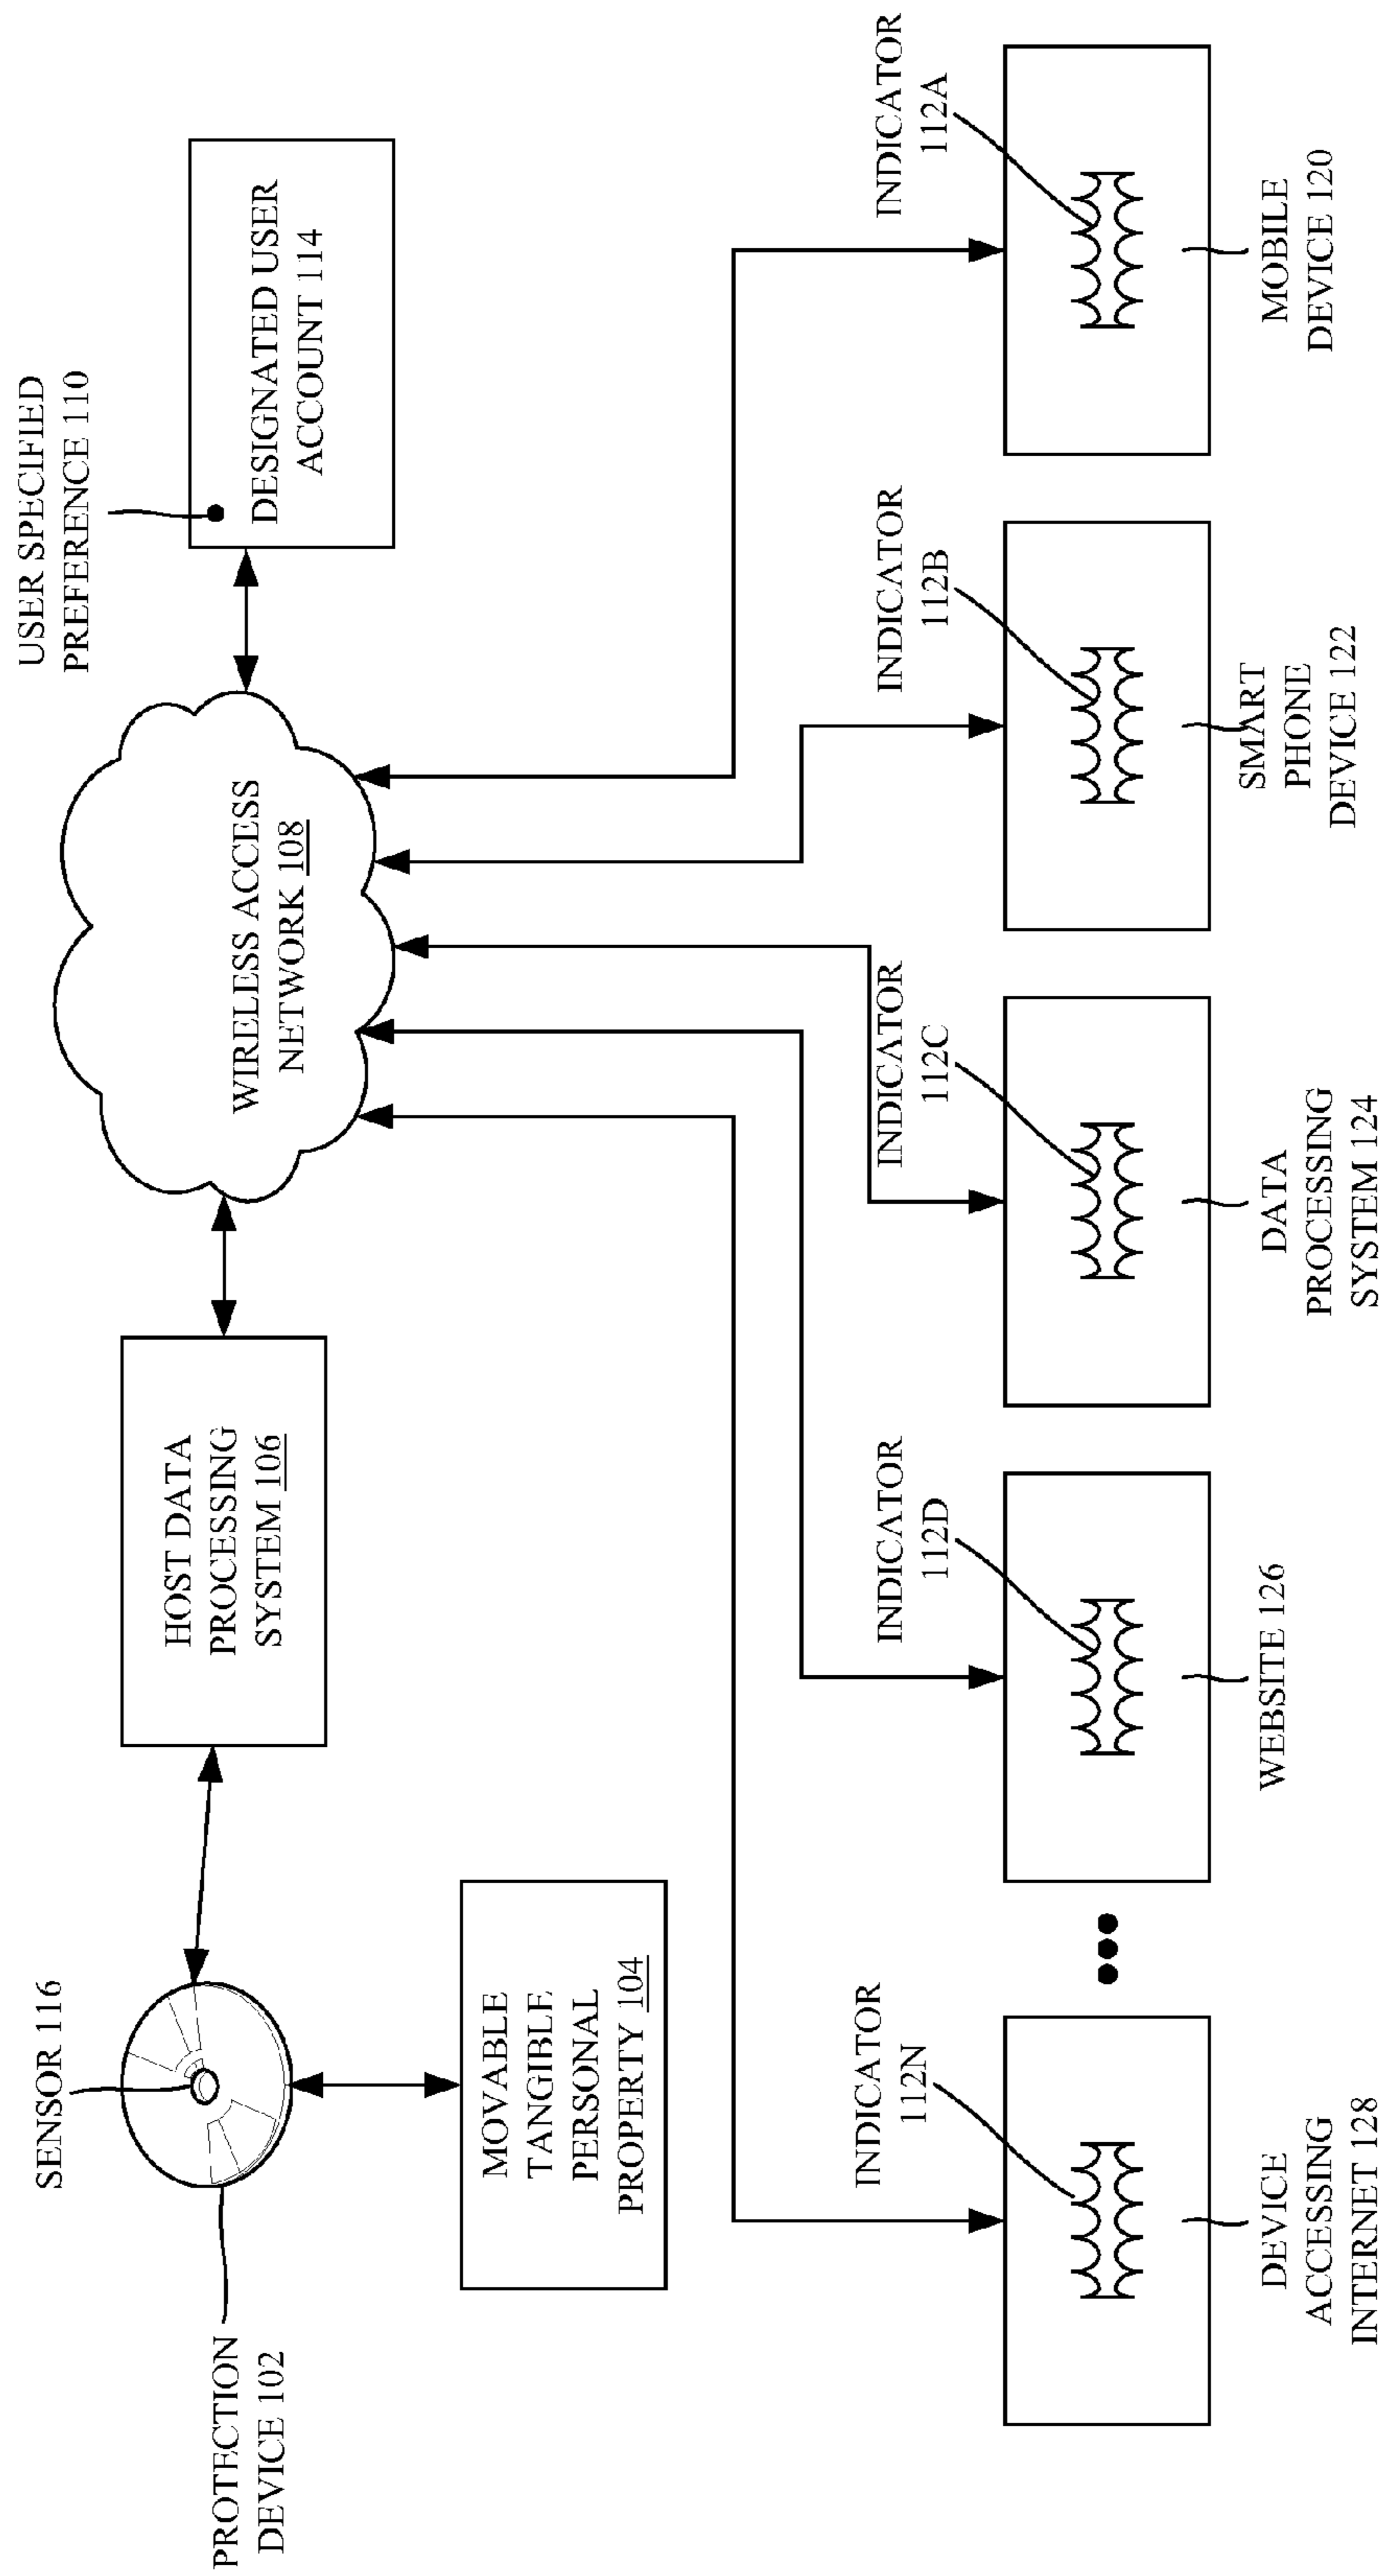 SENSOR 116
PROTECTION
DEVICE 102
MOVABLE
TANGIBLE
PERSONAL
PROPERTY 104
HOST DATA
PROCESSING
SYSTEM 106
WIRELESS ACCESS
NETWORK 108
USER SPECIFIED
PREFERENCE 110
DESIGNATED USER
ACCOUNT 114
INDICATOR
112N
DEVICE
ACCESSING
INTERNET 128
INDICATOR
112D
WEBSITE 126
INDICATOR
112C
DATA
PROCESSING
SYSTEM 124
INDICATOR
112B
SMART
PHONE
DEVICE 122
INDICATOR
112A
MOBILE
DEVICE 120